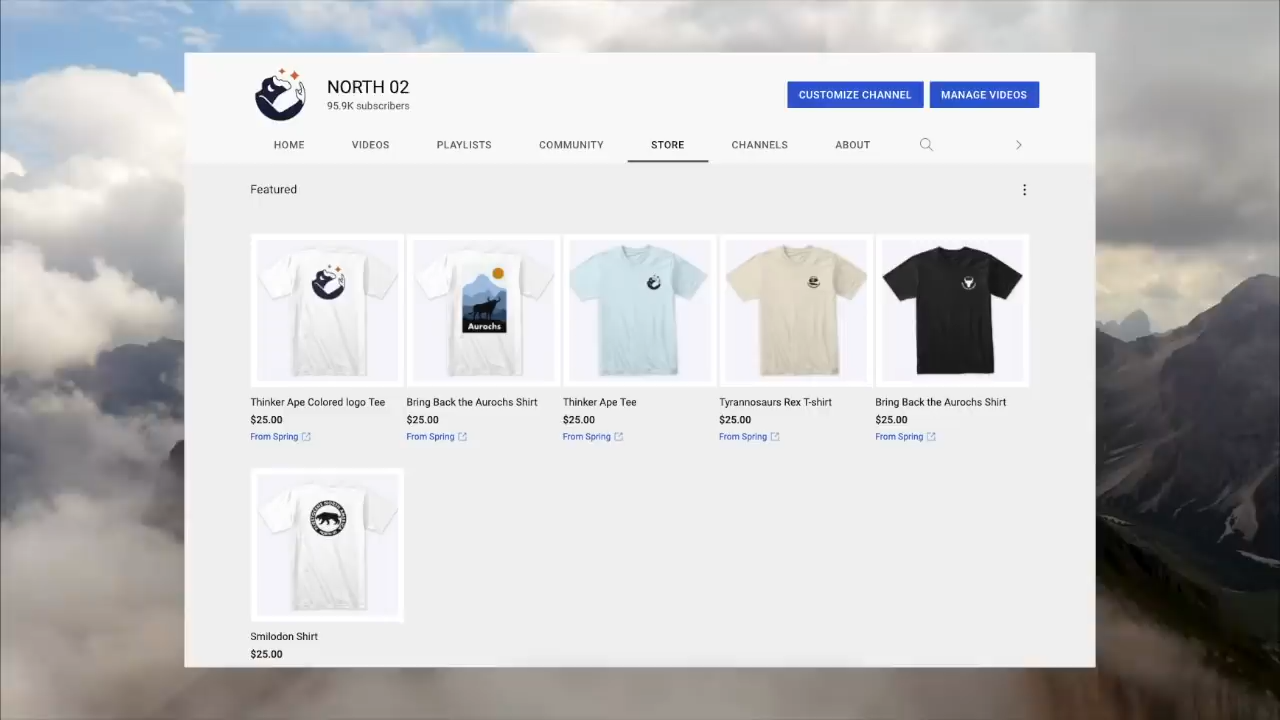 NORTH 02
95.9K subscribers
CUSTOMIZE CHANNEL
MANAGE VIDEOS
HOME
VIDEOS
PLAYLISTS
COMMUNITY
STORE
CHANNELS
ABOUT
Featured
Aurochs
Thinker Ape Colored logo Tee
$25.00
From Spring
Bring Back the Aurochs Shirt
$25.00
From Spring
Thinker Ape Tee
$25.00
From Spring
Tyrannosaurs Rex T-shirt
$25.00
From Spring
Bring Back the Aurochs Shirt
$25.00
From Spring
Smilodon Shirt
$25.00